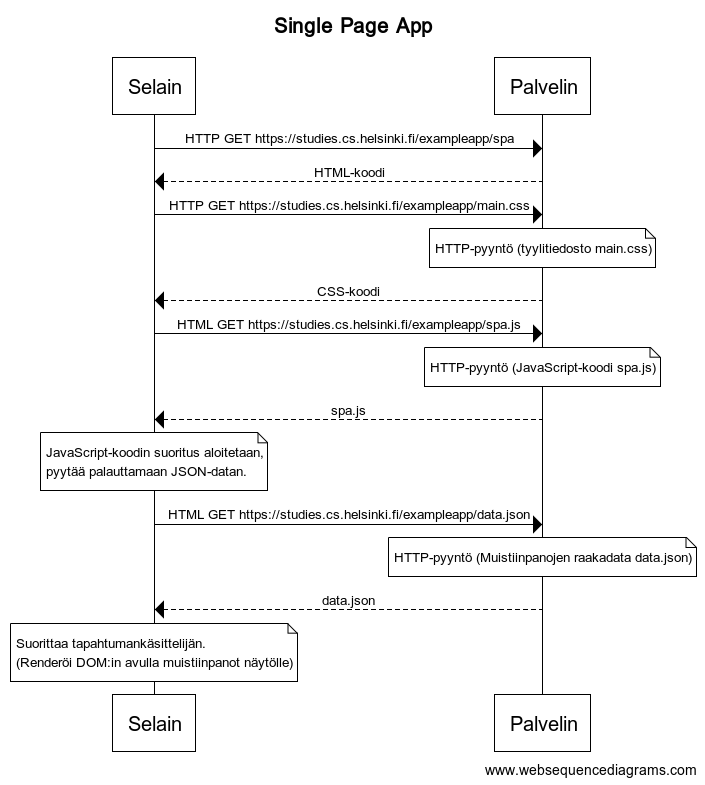 Single Page App
Selain
Palvelin
HTTP GET https://studies.cs.helsinki.fi/exampleapp/spa
HTML-koodi
HTTP GET https://studies.cs.helsinki.fi/exampleapp/main.css
HTTP-pyyntö (tyylitiedosto main.css)
CSS-koodi
HTML GET https://studies.cs.helsinki.fi/exampleapp/spa.js
HTTP-pyyntö (JavaScript-koodi spa.js)
spa.js
JavaScript-koodin suoritus aloitetaan,
pyytää palauttamaan JSON-datan.
HTML GET https://studies.cs.helsinki.fi/exampleapp/data.json
HTTP-pyyntö (Muistiinpanojen raakadata data.json)
data.json
Suorittaa tapahtumankäsittelijän.
(Renderöi DOM:in avulla muistiinpanot näytölle)
Selain
Palvelin
www.websequencediagrams.com